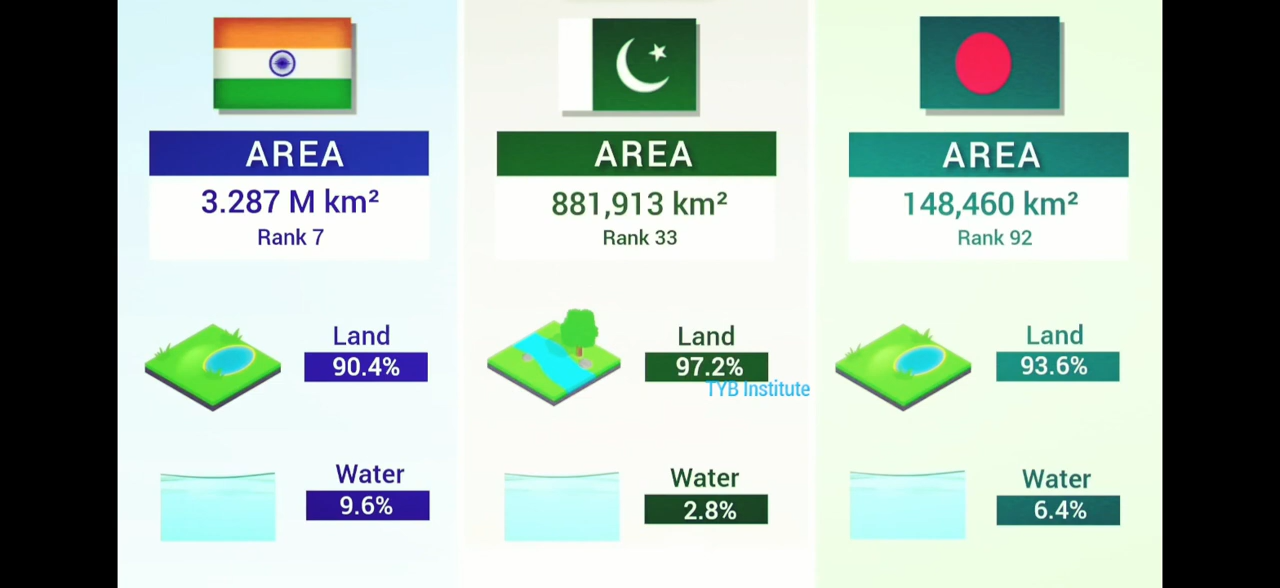 AREA
3.287 M km²
Rank 7
Land
90.4%
Water
9.6%
AREA
881,913 km²
Rank 33
Land
97.2%
TYB Institute
Water
2.8%
AREA
148,460 km²
Rank 92
Land
93.6%
Water
6.4%